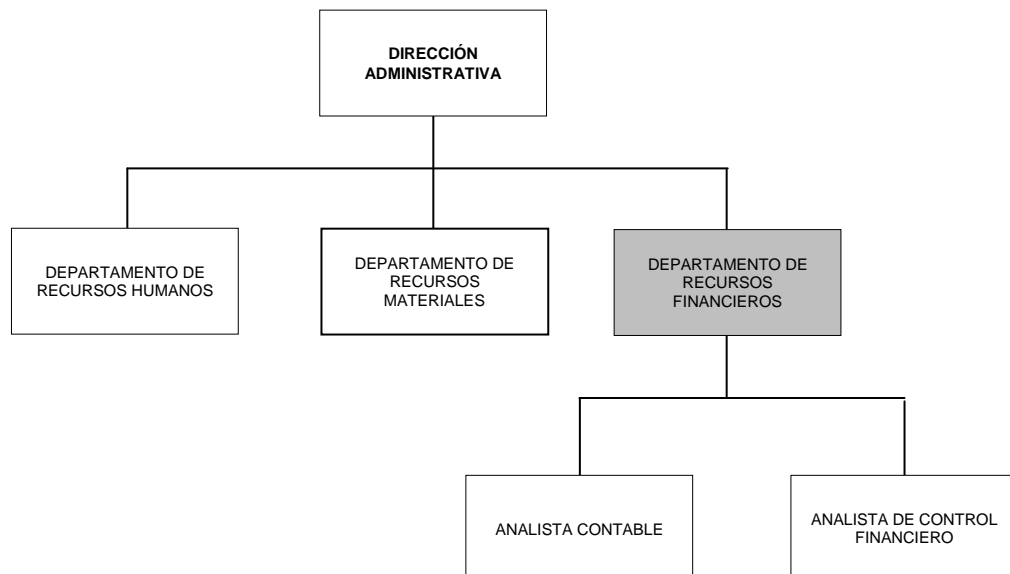 DIRECCIÓN
ADMINISTRATIVA
DEPARTAMENTO DE
RECURSOS HUMANOS
DEPARTAMENTO DE
RECURSOS
MATERIALES
DEPARTAMENTO DE
RECURSOS
FINANCIEROS
ANALISTA CONTABLE
ANALISTA DE CONTROL
FINANCIERO